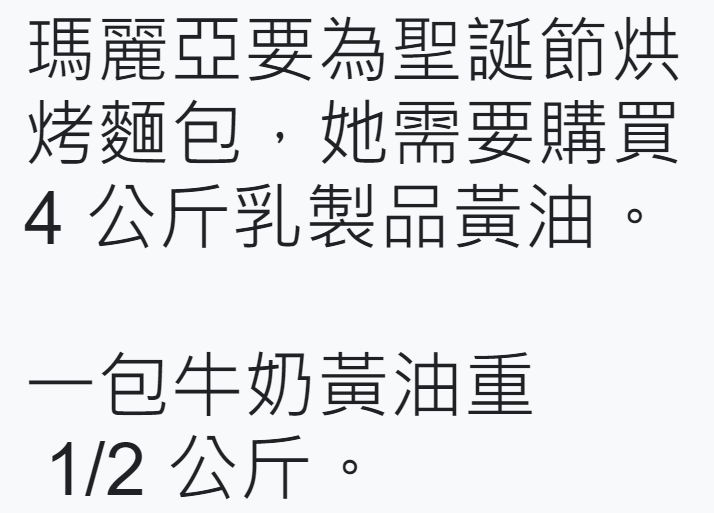 瑪麗亞要為聖誕節烘
烤麵包，她需要購買
4 公斤乳製品黃油。
一包牛奶黃油重
1/2 公斤。